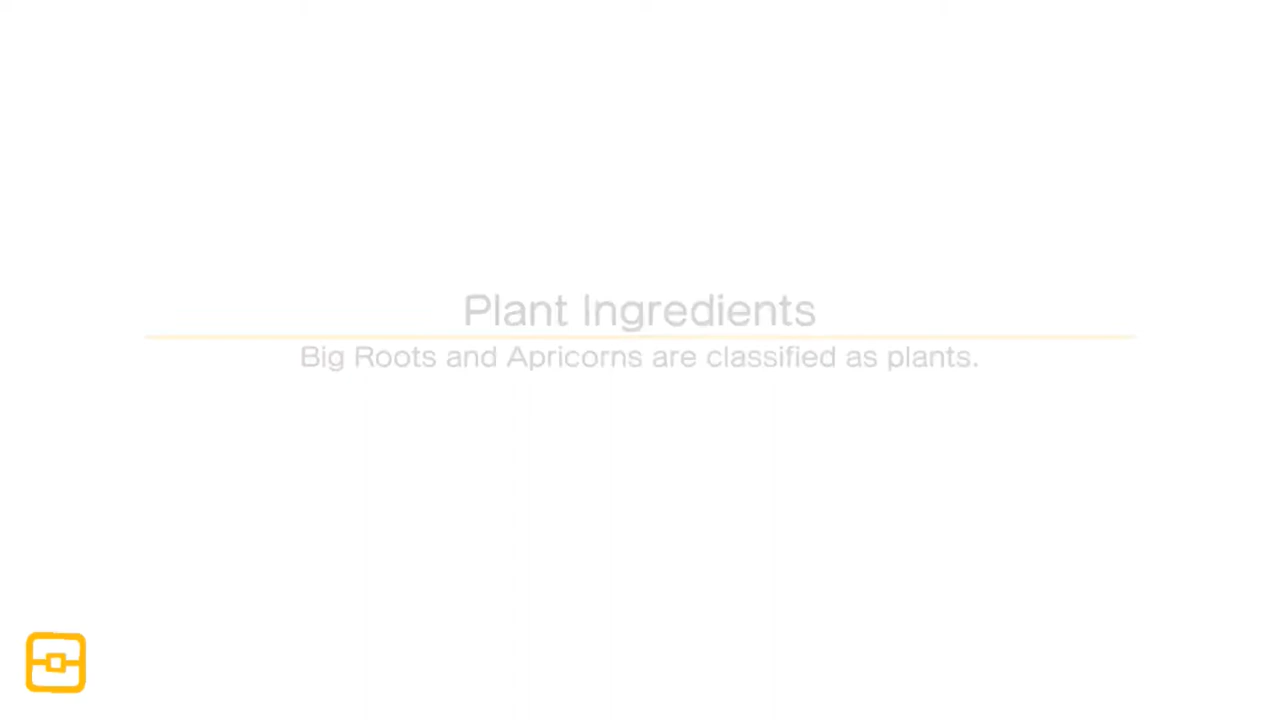 Plant Ingredients
Big Roots and Apricorns are classified as plants.